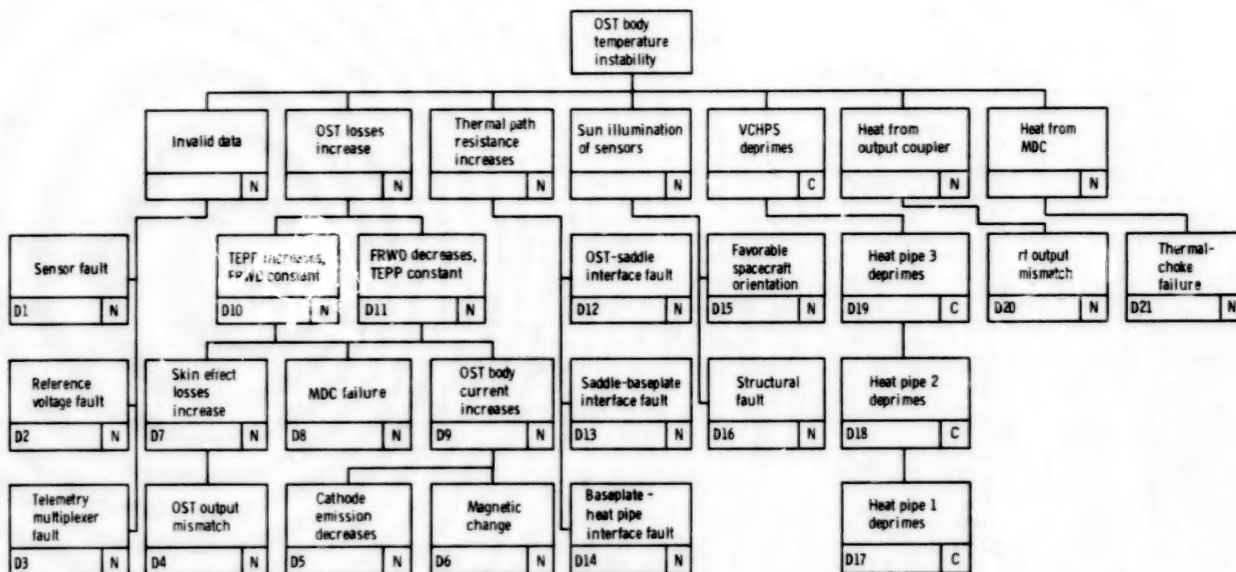 OST body
temperature
instability
Invalid data
N
OST losses
increase
N
Thermal path
resistance
increases
N
Sun illumination
of sensors
N
VCHPS
deprimes
C
Heat from
output coupler
N
Heat from
MDC
N
Sensor fault
D1 N
TEPP increases,
FRWD constant
D10 N
FRWD decreases,
TEPP constant
D11 N
OST-saddle
interface fault
D12 N
Favorable
spacecraft
orientation
D15 N
Heat pipe 3
deprimes
D19 C
rf output
mismatch
D20 N
Thermal-
choke
failure
D21 N
Reference
voltage fault
D2 N
Skin effect
losses
increase
D7 N
MDC failure
D8 N
OST body
current
increases
D9 N
Saddle-baseplate
interface fault
D13 N
Structural
fault
D16 N
Heat pipe 2
deprimes
D18 C
Telemetry
multiplexer
fault
D3 N
OST output
mismatch
D4 N
Cathode
emission
decreases
D5 N
Magnetic
change
D6 N
Baseplate -
heat pipe
interface fault
D14 N
Heat pipe 1
deprimes
D17 C